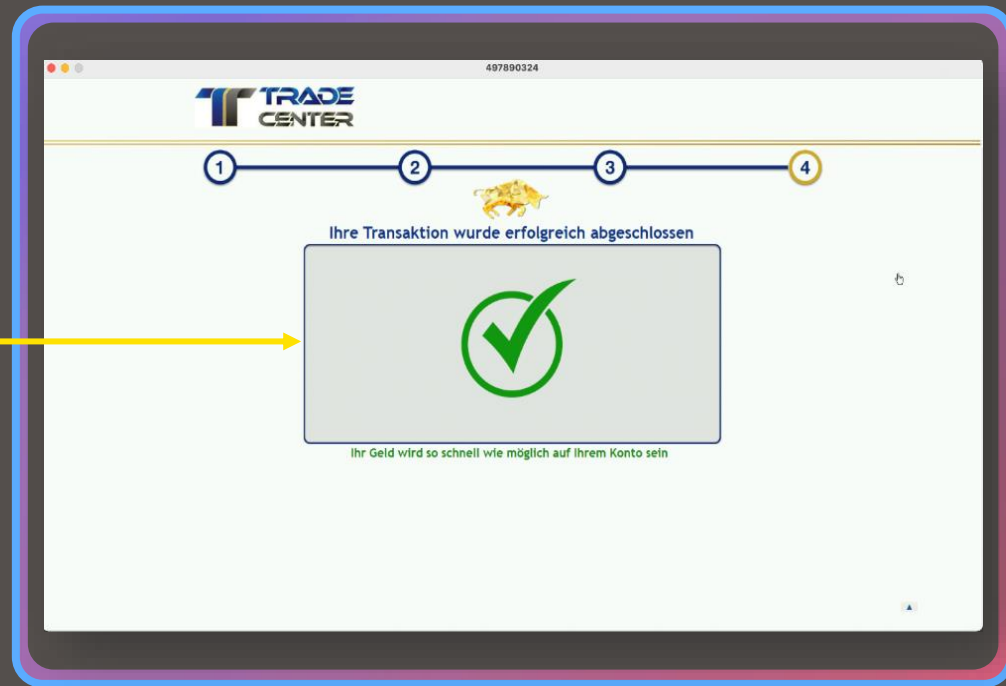 497890324
TRADE
CENTER
1
2
3
4
Ihre Transaktion wurde erfolgreich abgeschlossen
Ihr Geld wird so schnell wie möglich auf Ihrem Konto sein